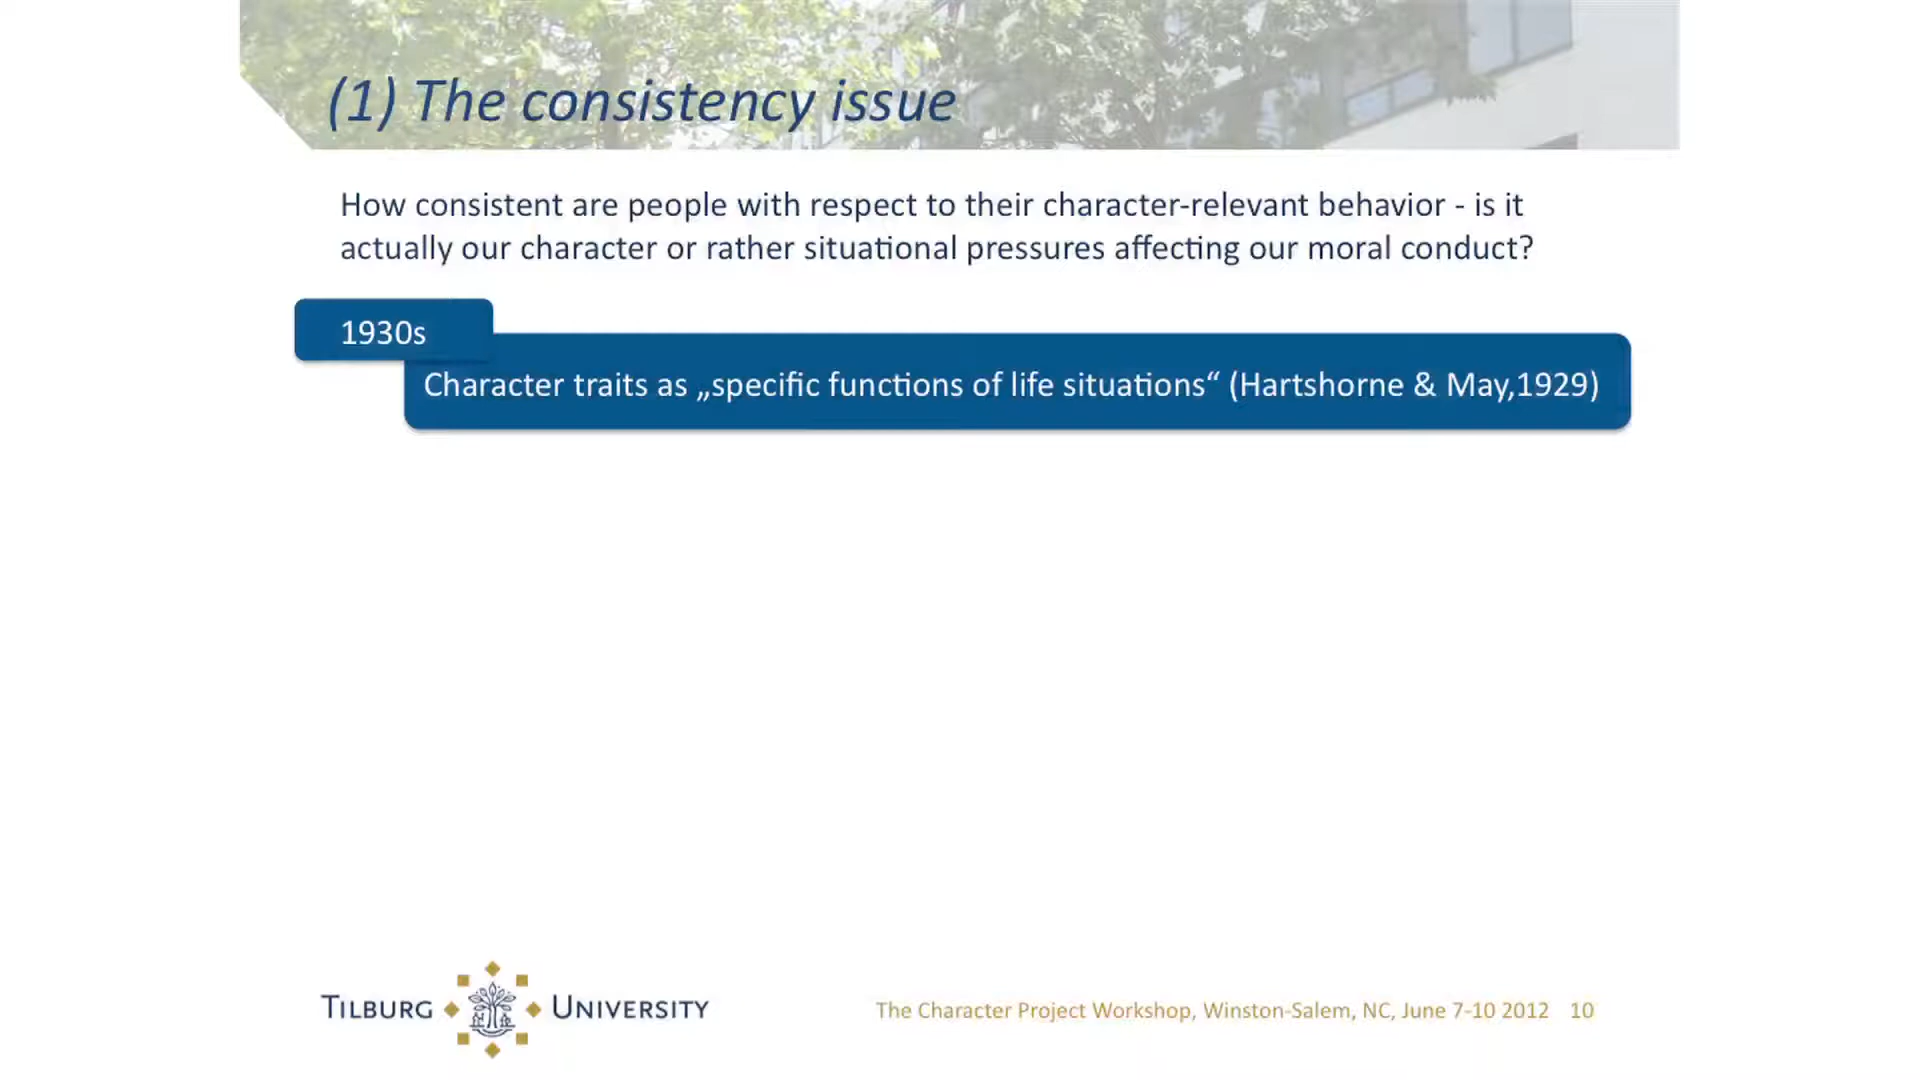 (1) The consistency issue
How consistent are people with respect to their character-relevant behavior - is it
actually our character or rather situational pressures affecting our moral conduct?
1930s
Character traits as „specific functions of life situations“ (Hartshorne & May,1929)
TILBURG UNIVERSITY
The Character Project Workshop, Winston-Salem, NC, June 7-10 2012 10